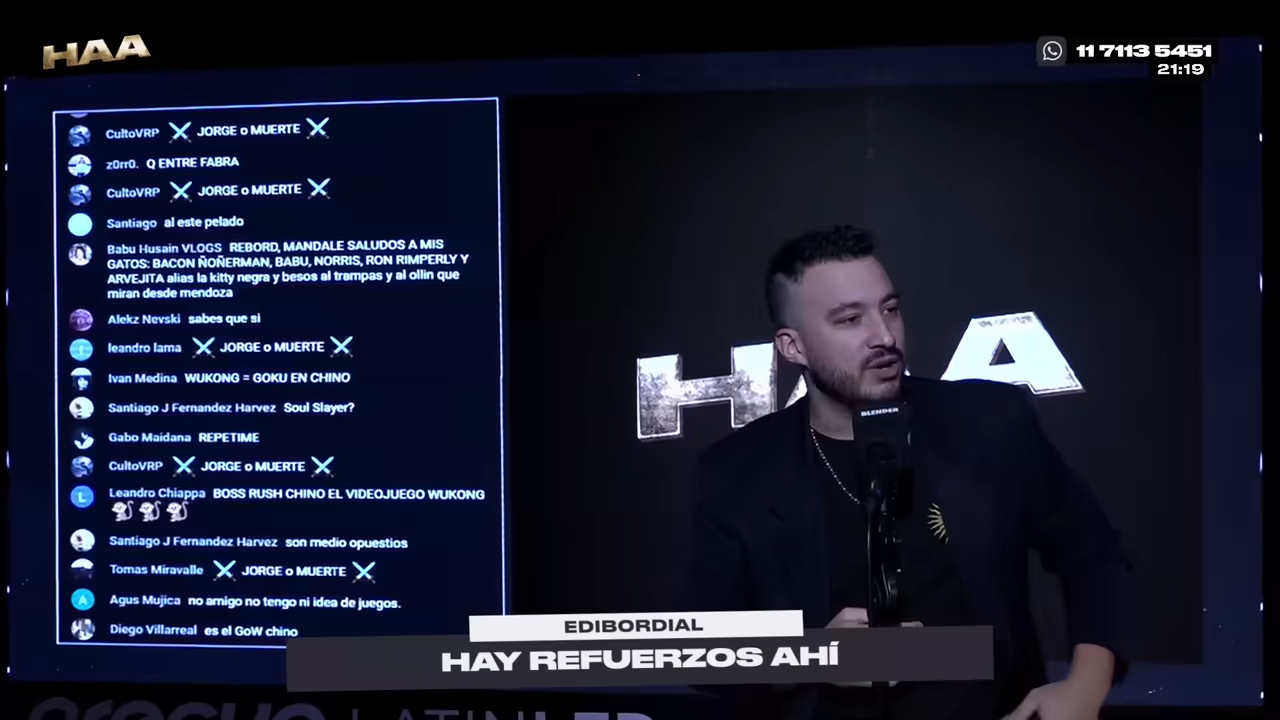 HAA
11 7113 5451
21:19
CultoVRP ⚔ JORGE o MUERTE ⚔
z0rr0. Q ENTRE FABRA
CultoVRP ⚔ JORGE o MUERTE ⚔
Santiago al este pelado
Babu Husain VLOGS REBORD, MANDALE SALUDOS A MIS
GATOS: BACON ÑOÑERMAN, BABU, NORRIS, RON RIMPERLY Y
ARVEJITA alias la kitty negra y besos al trampas y al ollin que
miran desde mendoza
Alekz Nevski sabes que si
leandro lama ⚔ JORGE o MUERTE ⚔
Ivan Medina WUKONG = GOKU EN CHINO
Santiago J Fernandez Harvez Soul Slayer?
Gabo Maidana REPETIME
CultoVRP ⚔ JORGE o MUERTE ⚔
L Leandro Chiappa BOSS RUSH CHINO EL VIDEOJUEGO WUKONG
Santiago J Fernandez Harvez son medio opuestios
Tomas Miravalle ⚔ JORGE o MUERTE ⚔
A Agus Mujica no amigo no tengo ni idea de juegos.
Diego Villarreal es el GoW chino
H A
BLENDER
EDIBORDIAL
HAY REFUERZOS AHÍ